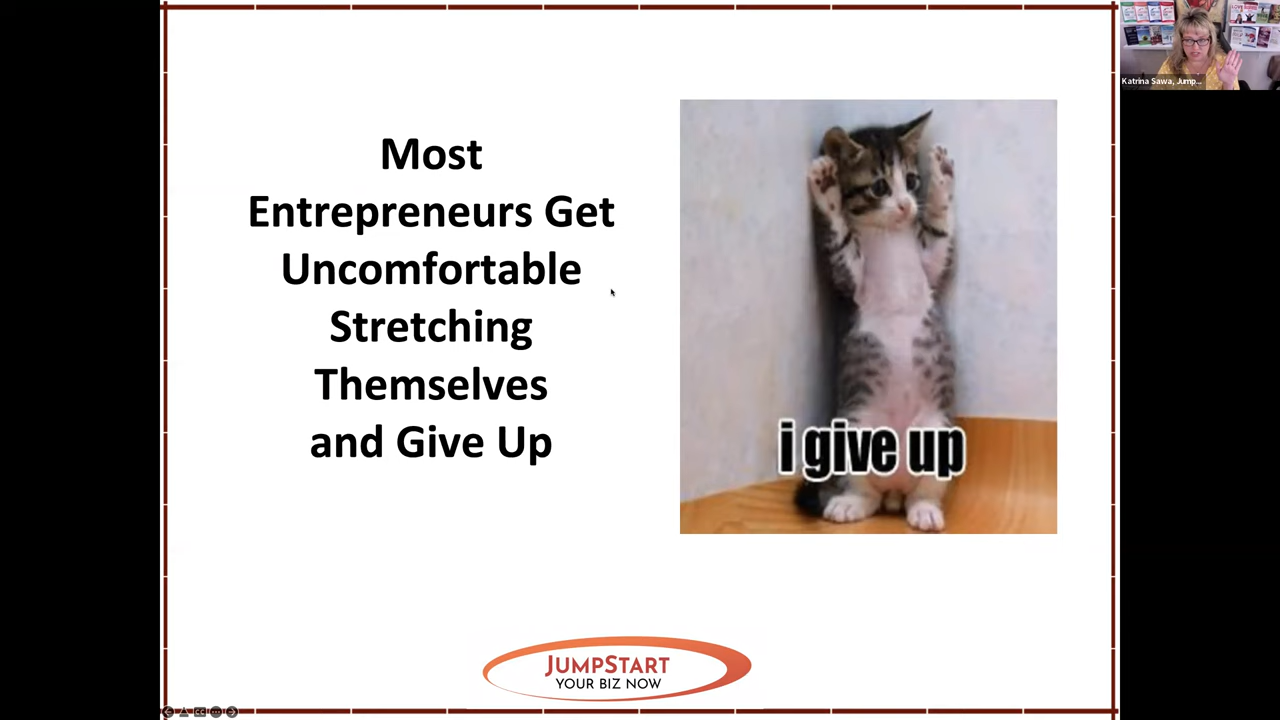 Most
Entrepreneurs Get
Uncomfortable
Stretching
Themselves
and Give Up
i give up
JUMPSTART
YOUR BIZ NOW
Katrina Sawa, Jump...